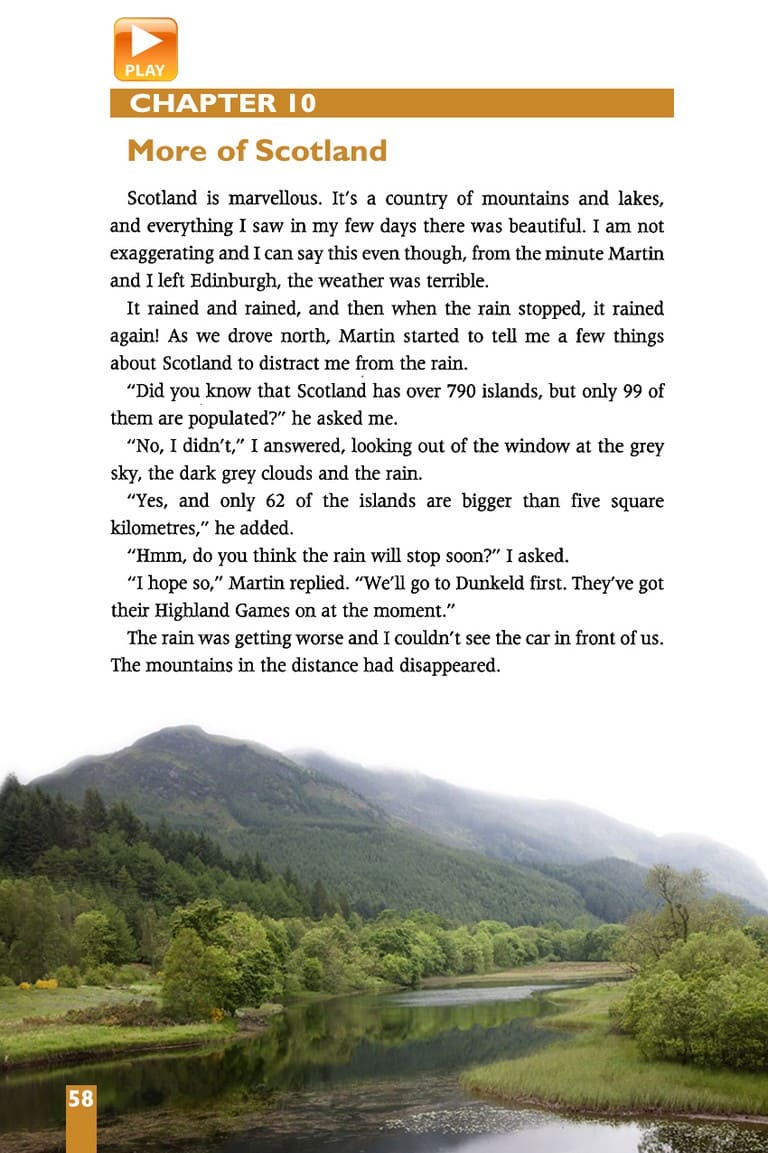 PLAY
CHAPTER 10
More of Scotland
Scotland is marvellous. It's a country of mountains and lakes,
and everything I saw in my few days there was beautiful. I am not
exaggerating and I can say this even though, from the minute Martin
and I left Edinburgh, the weather was terrible.
It rained and rained, and then when the rain stopped, it rained
again! As we drove north, Martin started to tell me a few things
about Scotland to distract me from the rain.
“Did you know that Scotland has over 790 islands, but only 99 of
them are populated?” he asked me.
“No, I didn't,” I answered, looking out of the window at the grey
sky, the dark grey clouds and the rain.
“Yes, and only 62 of the islands are bigger than five square
kilometres,” he added.
“Hmm, do you think the rain will stop soon?” I asked.
“I hope so,” Martin replied. “We'll go to Dunkeld first. They've got
their Highland Games on at the moment.”
The rain was getting worse and I couldn't see the car in front of us.
The mountains in the distance had disappeared.
58